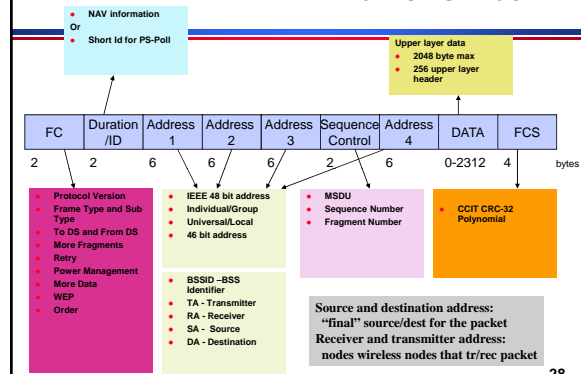 NAV information
Or
Short Id for PS-Poll
Upper layer data
2048 byte max
256 upper layer
header
FC
Duration
/ID
Address
1
Address
2
Address
3
Sequence
Control
Address
4
DATA
FCS
2
2
6
6
6
2
6
0-2312
4
bytes
Protocol Version
Frame Type and Sub
Type
To DS and From DS
More Fragments
Retry
Power Management
More Data
WEP
Order
IEEE 48 bit address
Individual/Group
Universal/Local
46 bit address
BSSID –BSS
Identifier
TA - Transmitter
RA - Receiver
SA - Source
DA - Destination
MSDU
Sequence Number
Fragment Number
CCIT CRC-32
Polynomial
Source and destination address:
“final” source/dest for the packet
Receiver and transmitter address:
nodes wireless nodes that tr/rec packet
28